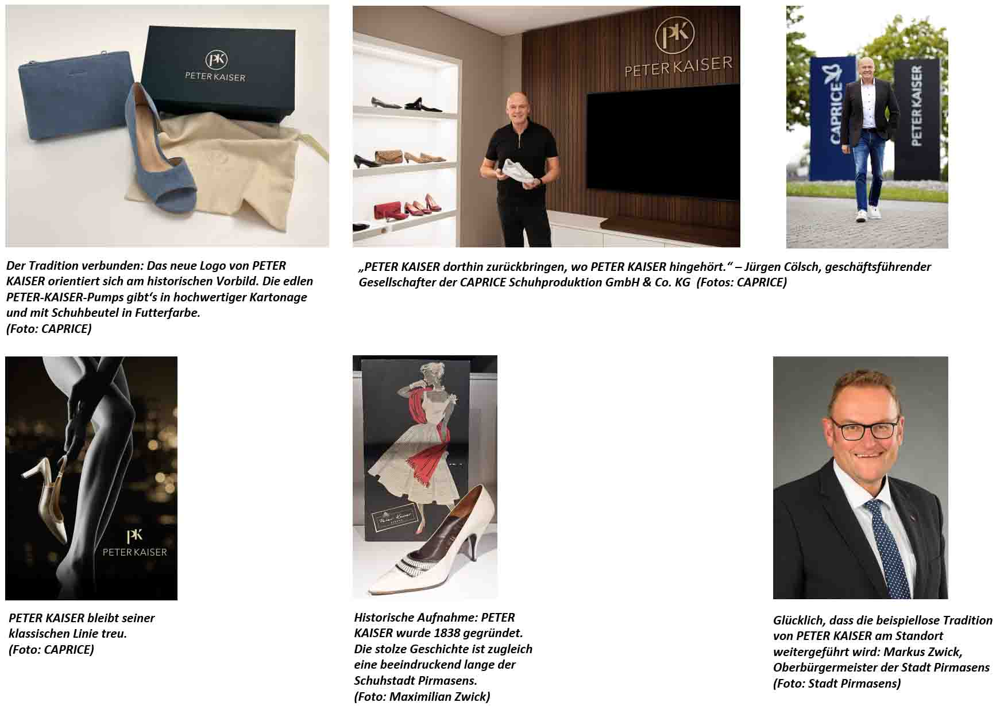 PK
PETER KAISER
PK
PETER KAISER
CAPRICE
PETER KAISER
Der Tradition verbunden: Das neue Logo von PETER
KAISER orientiert sich am historischen Vorbild. Die edlen
PETER-KAISER-Pumps gibt‘s in hochwertiger Kartonage
und mit Schuhbeutel in Futterfarbe.
(Foto: CAPRICE)
„PETER KAISER dorthin zurückbringen, wo PETER KAISER hingehört.“ – Jürgen Cölsch, geschäftsführender
Gesellschafter der CAPRICE Schuhproduktion GmbH & Co. KG (Fotos: CAPRICE)
PK
PETER KAISER
Peter Kaiser
PETER KAISER bleibt seiner
klassischen Linie treu.
(Foto: CAPRICE)
Historische Aufnahme: PETER
KAISER wurde 1838 gegründet.
Die stolze Geschichte ist zugleich
eine beeindruckend lange der
Schuhstadt Pirmasens.
(Foto: Maximilian Zwick)
Glücklich, dass die beispiellose Tradition
von PETER KAISER am Standort
weitergeführt wird: Markus Zwick,
Oberbürgermeister der Stadt Pirmasens
(Foto: Stadt Pirmasens)